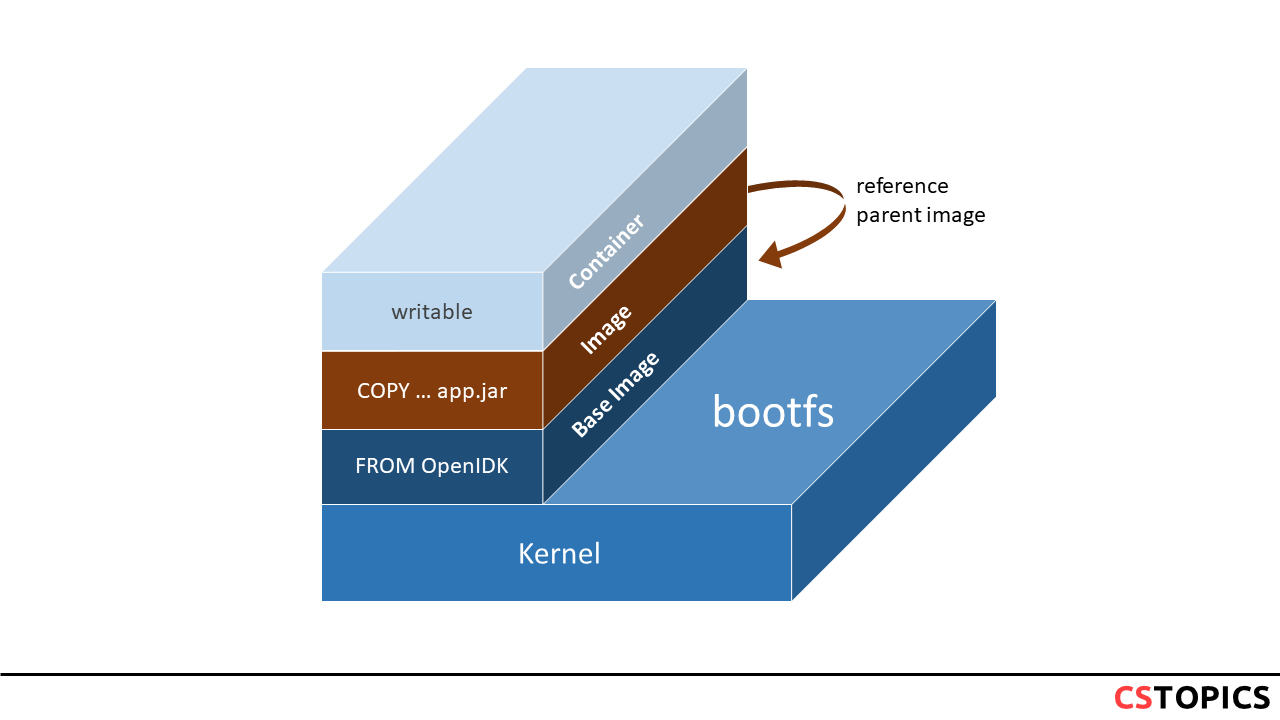 reference
parent image
Container
writable
Image
COPY ... app.jar
Base Image
bootfs
FROM OpenIDK
Kernel
CSTOPICS